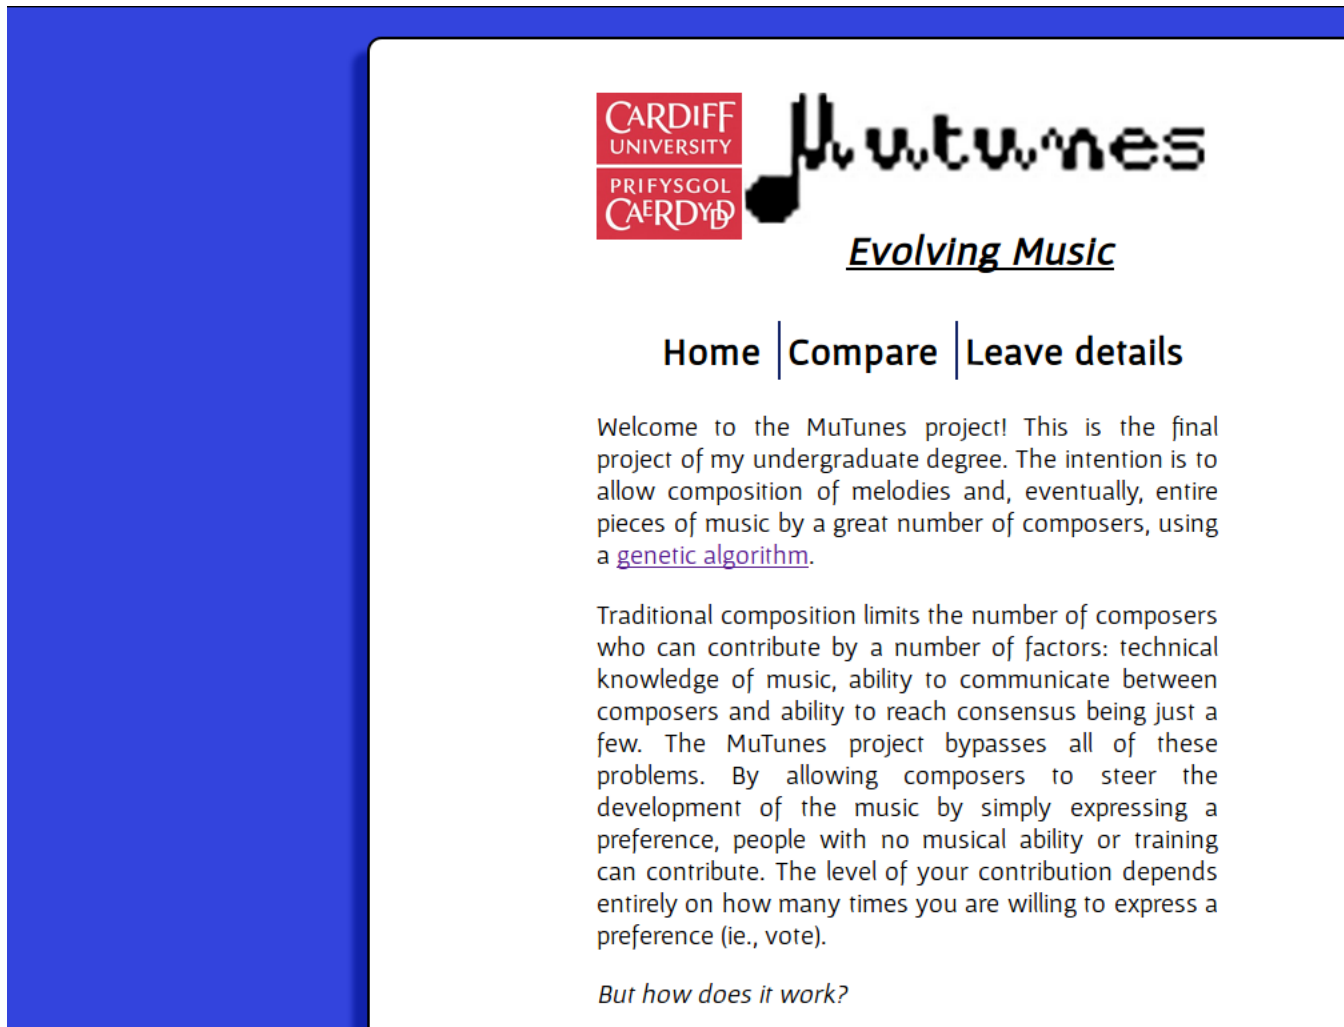 CARDIFF
UNIVERSITY
PRIFYSGOL
CAERDYDD
Mutunes
Evolving Music
Home Compare Leave details
Welcome to the MuTunes project! This is the final
project of my undergraduate degree. The intention is to
allow composition of melodies and, eventually, entire
pieces of music by a great number of composers, using
a genetic algorithm.
Traditional composition limits the number of composers
who can contribute by a number of factors: technical
knowledge of music, ability to communicate between
composers and ability to reach consensus being just a
few. The MuTunes project bypasses all of these
problems. By allowing composers to steer the
development of the music by simply expressing a
preference, people with no musical ability or training
can contribute. The level of your contribution depends
entirely on how many times you are willing to express a
preference (ie., vote).
But how does it work?